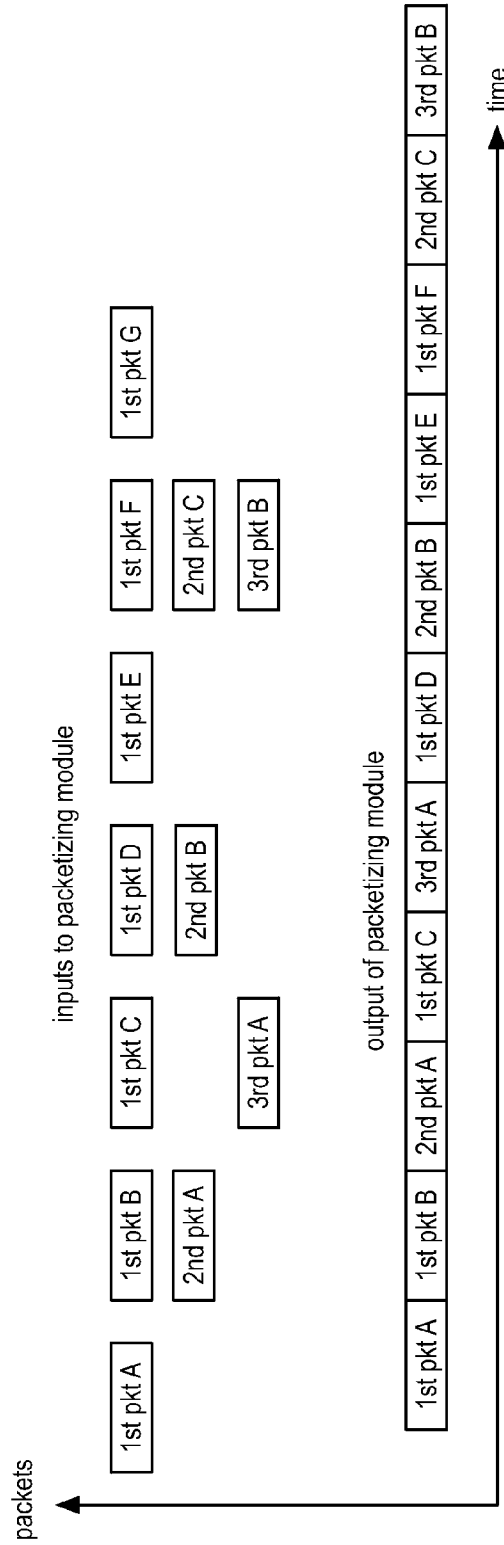 packets
inputs to packetizing module
1st pkt A
1st pkt B
1st pkt C
1st pkt D
1st pkt E
1st pkt F
1st pkt G
2nd pkt A
2nd pkt B
2nd pkt C
3rd pkt A
3rd pkt B
output of packetizing module
1st pkt A
1st pkt B
2nd pkt A
1st pkt C
3rd pkt A
1st pkt D
2nd pkt B
1st pkt E
1st pkt F
2nd pkt C
3rd pkt B
time